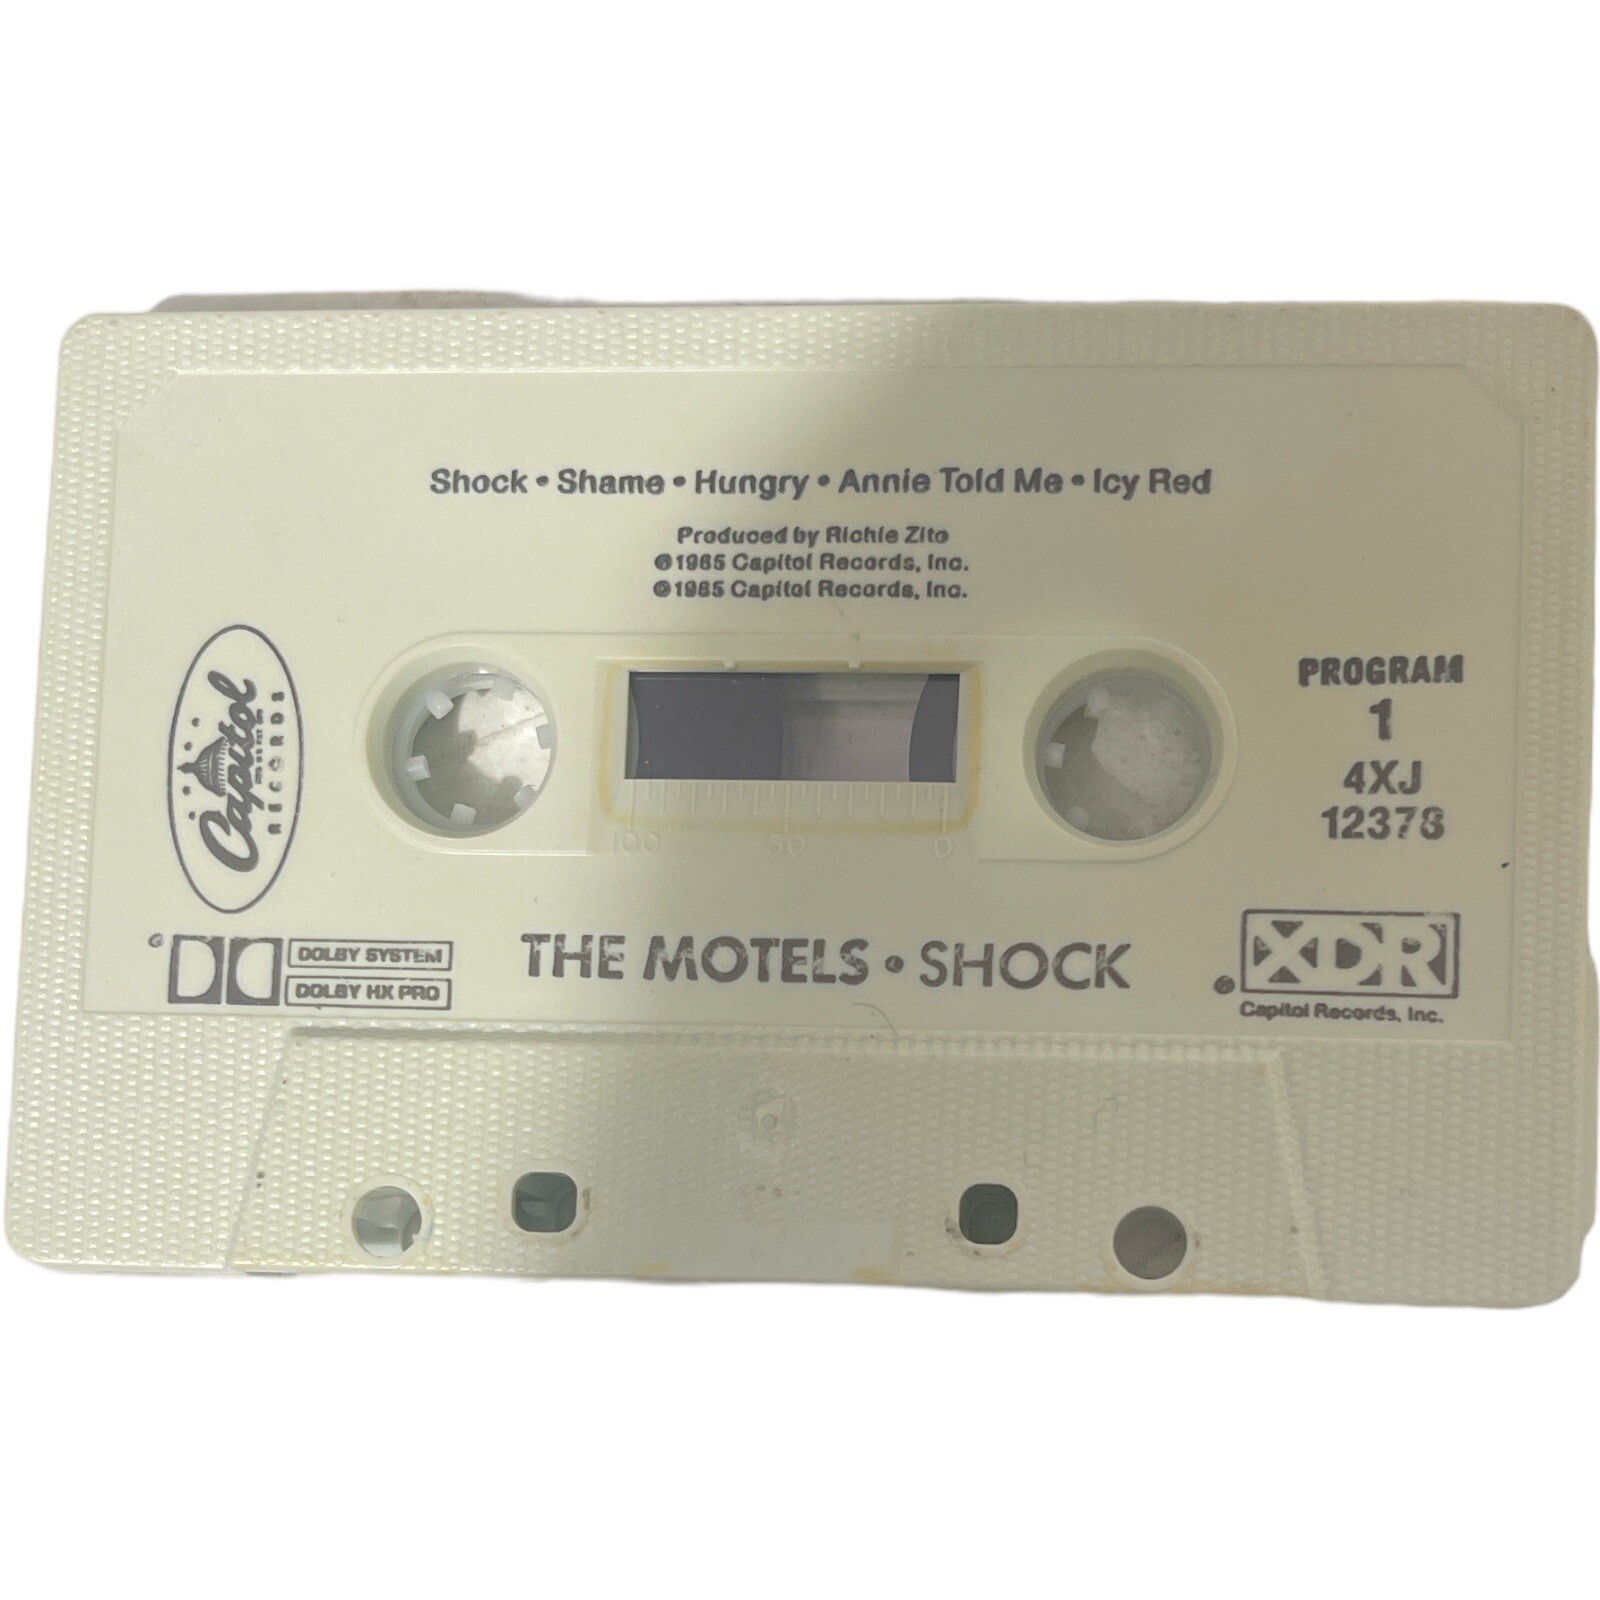 Shock • Shame • Hungry • Annie Told Me • Icy Red
Produced by Richie Zito
℗1985 Capitol Records, Inc.
©1985 Capitol Records, Inc.
Capitol
RECORDS
PROGRAM
1
4XJ
12378
100 50 0
DOLBY SYSTEM
DOLBY HX PRO
THE MOTELS • SHOCK
XDR
®
Capitol Records, Inc.